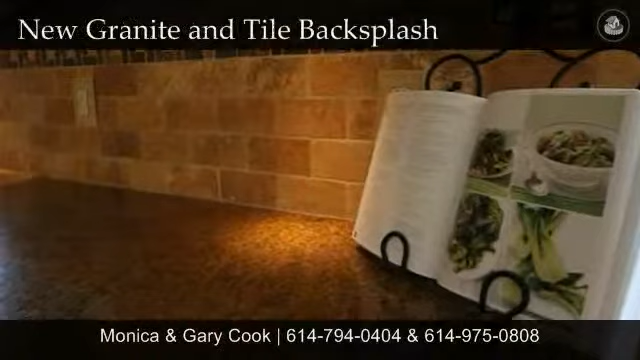 New Granite and Tile Backsplash
Monica & Gary Cook | 614-794-0404 & 614-975-0808